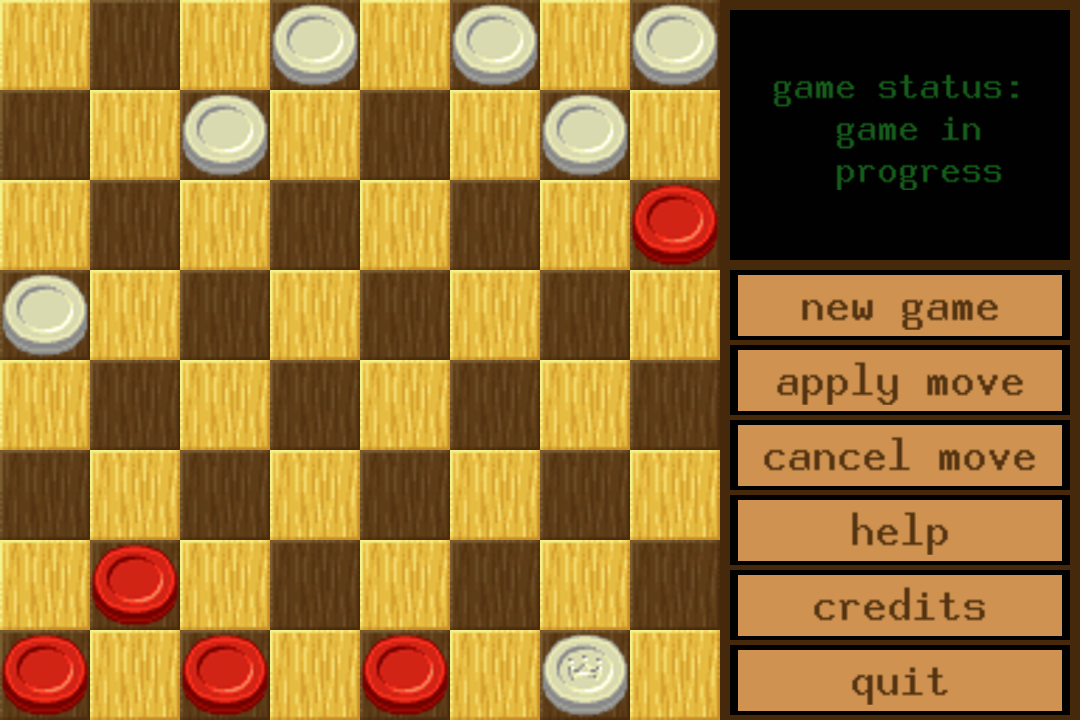 game status:
game in
progress
new game
apply move
cancel move
help
credits
quit